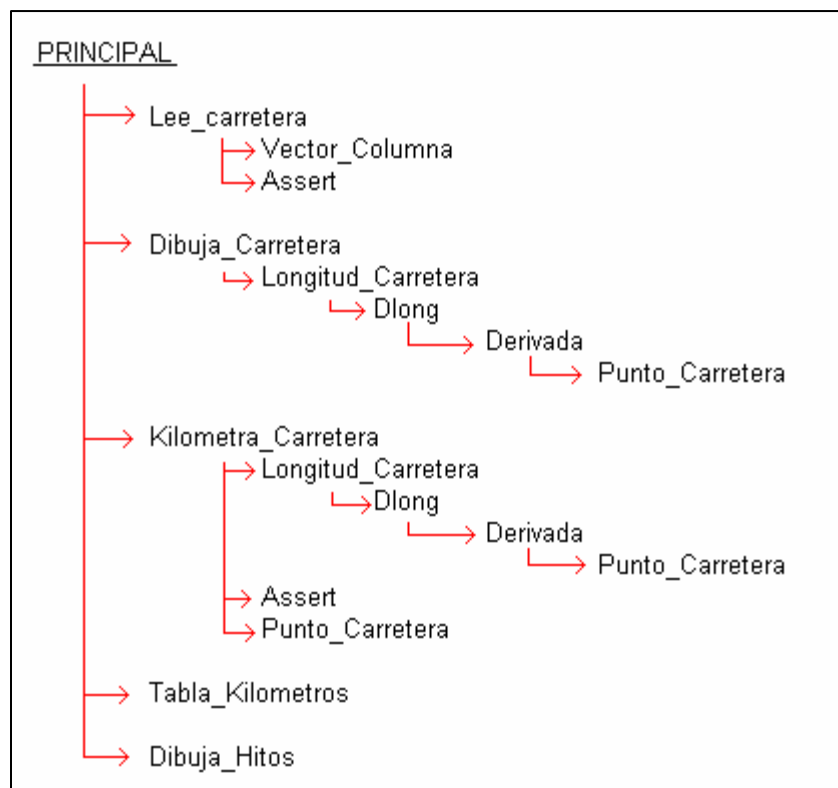 PRINCIPAL
Lee_carretera
Vector_Columna
Assert
Dibuja_Carretera
Longitud_Carretera
Dlong
Derivada
Punto_Carretera
Kilometra_Carretera
Longitud_Carretera
Dlong
Derivada
Punto_Carretera
Assert
Punto_Carretera
Tabla_Kilometros
Dibuja_Hitos